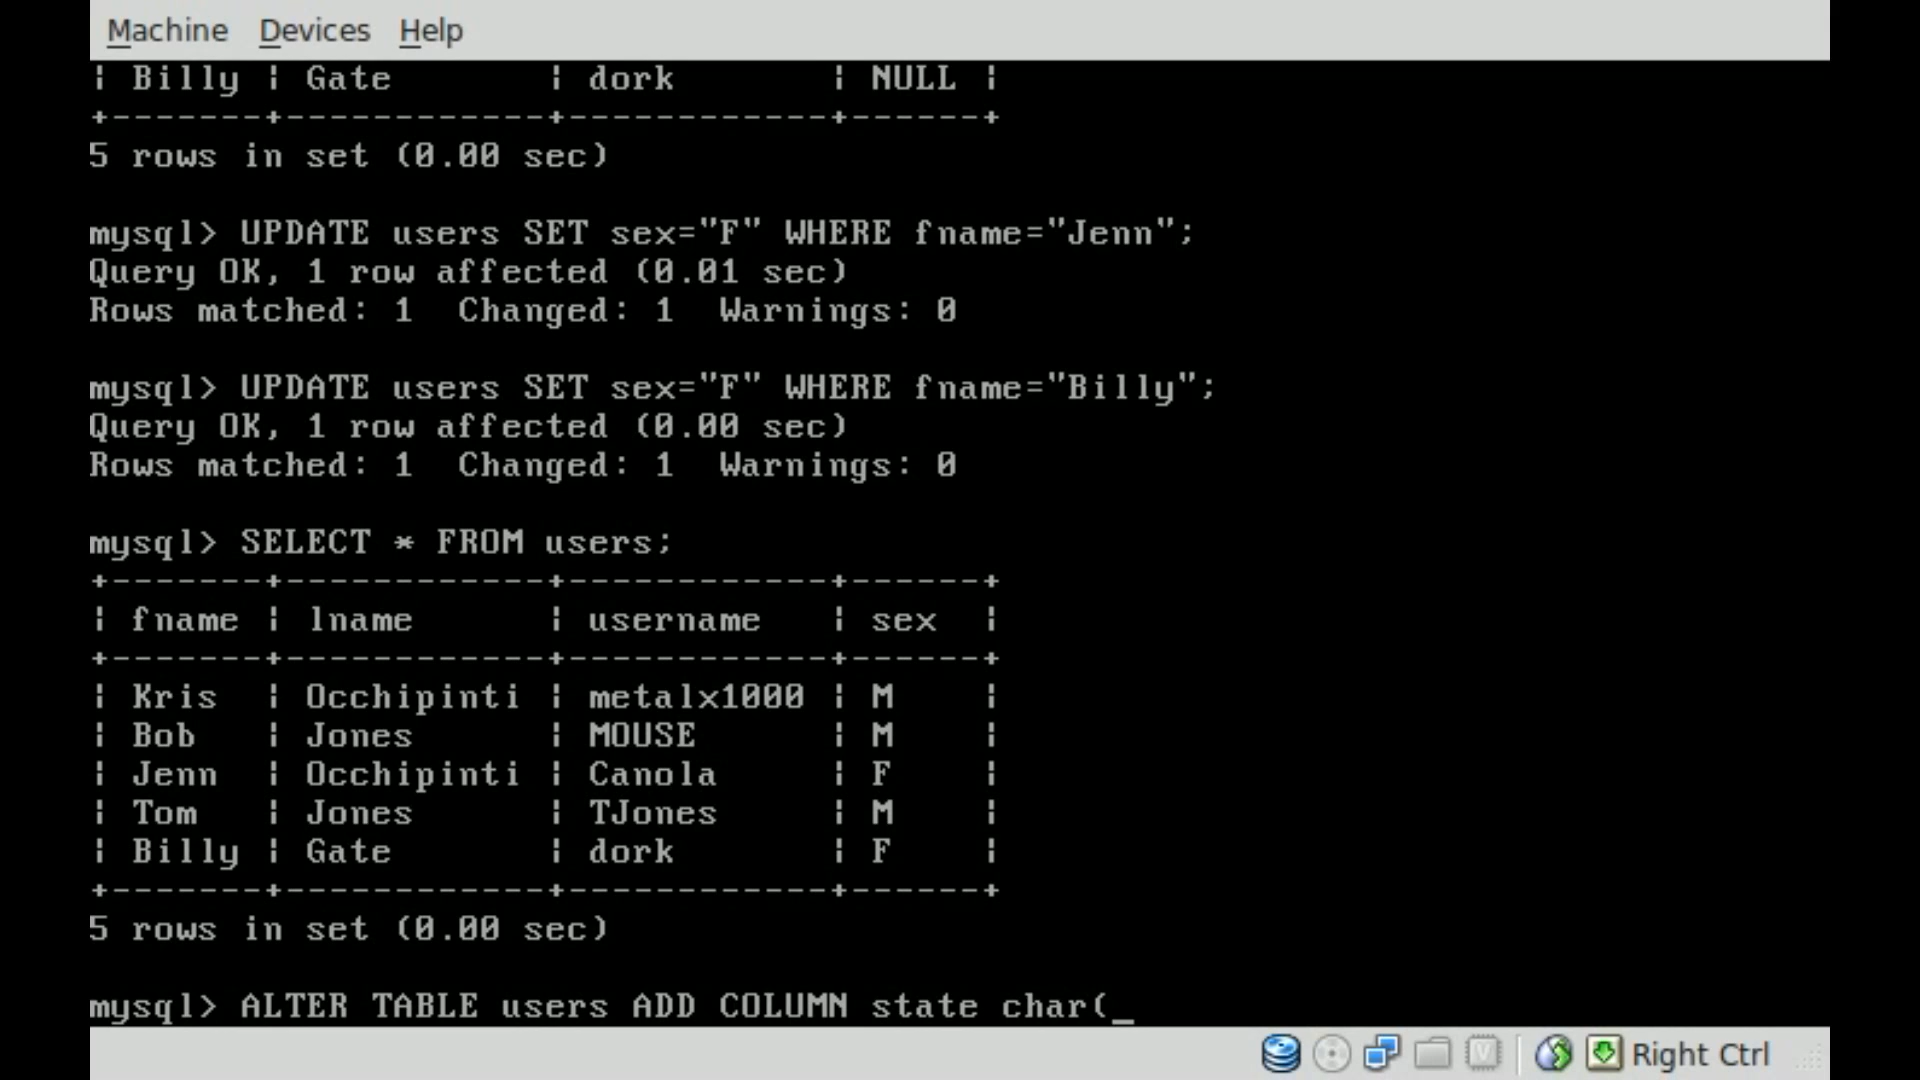 Machine Devices Help
¦ Billy ¦ Gate       ¦ dork       ¦ NULL ¦
+-------+------------+------------+------+
5 rows in set (0.00 sec)
mysql> UPDATE users SET sex="F" WHERE fname="Jenn";
Query OK, 1 row affected (0.01 sec)
Rows matched: 1  Changed: 1  Warnings: 0
mysql> UPDATE users SET sex="F" WHERE fname="Billy";
Query OK, 1 row affected (0.00 sec)
Rows matched: 1  Changed: 1  Warnings: 0
mysql> SELECT * FROM users;
+-------+------------+------------+------+
¦ fname ¦ lname      ¦ username   ¦ sex  ¦
+-------+------------+------------+------+
¦ Kris  ¦ Occhipinti ¦ metalx1000 ¦ M    ¦
¦ Bob   ¦ Jones      ¦ MOUSE      ¦ M    ¦
¦ Jenn  ¦ Occhipinti ¦ Canola     ¦ F    ¦
¦ Tom   ¦ Jones      ¦ TJones     ¦ M    ¦
¦ Billy ¦ Gate       ¦ dork       ¦ F    ¦
+-------+------------+------------+------+
5 rows in set (0.00 sec)
mysql> ALTER TABLE users ADD COLUMN state char(_
Right Ctrl